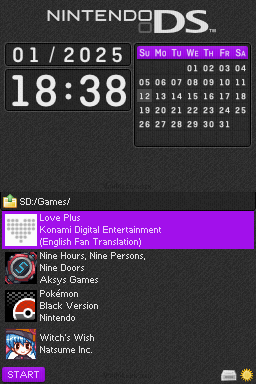 NINTENDO DS™
01 / 2025
18:38
SU MO TU WE TH FR SA
01 02 03 04
05 06 07 08 09 10 11
12 13 14 15 16 17 18
19 20 21 22 23 24 25
26 27 28 29 30 31
SD:/Games/
Love Plus
Konami Digital Entertainment
(English Fan Translation)
Nine Hours, Nine Persons,
Nine Doors
Aksys Games
Pokémon
Black Version
Nintendo
Witch's Wish
Natsume Inc.
START